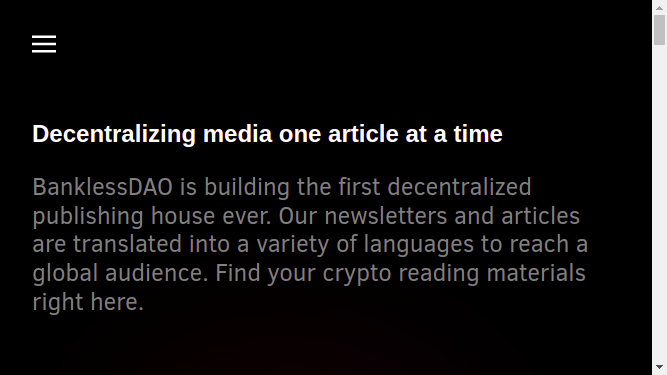 Decentralizing media one article at a time
BanklessDAO is building the first decentralized
publishing house ever. Our newsletters and articles
are translated into a variety of languages to reach a
global audience. Find your crypto reading materials
right here.